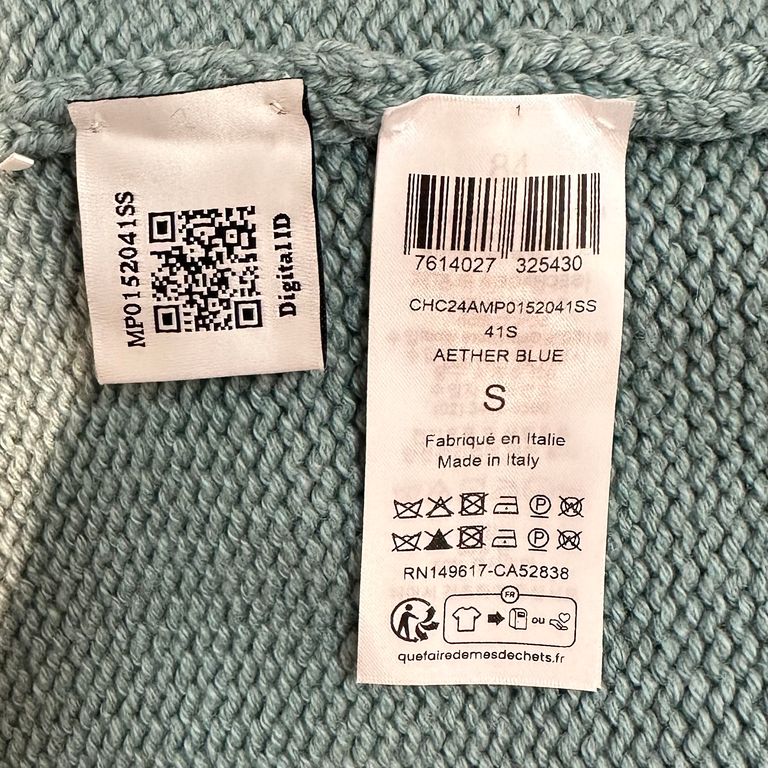 MP0152041SS
Digital ID
1
7614027 325430
CHC24AMP0152041SS
41S
AETHER BLUE
S
Fabriqué en Italie
Made in Italy
P W
P W
RN149617-CA52838
FR
ou
quefairedemesdechets.fr